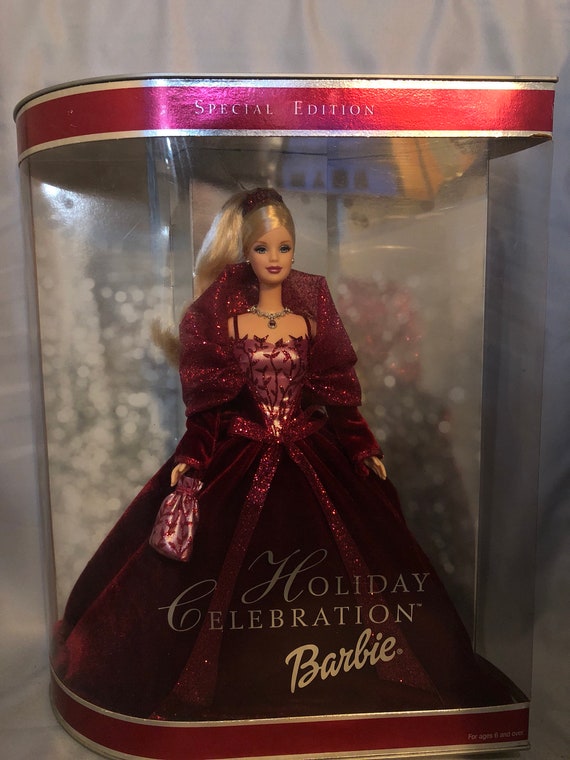 SPECIAL EDITION
HOLIDAY
CELEBRATION™
Barbie®
For ages 6 and over.